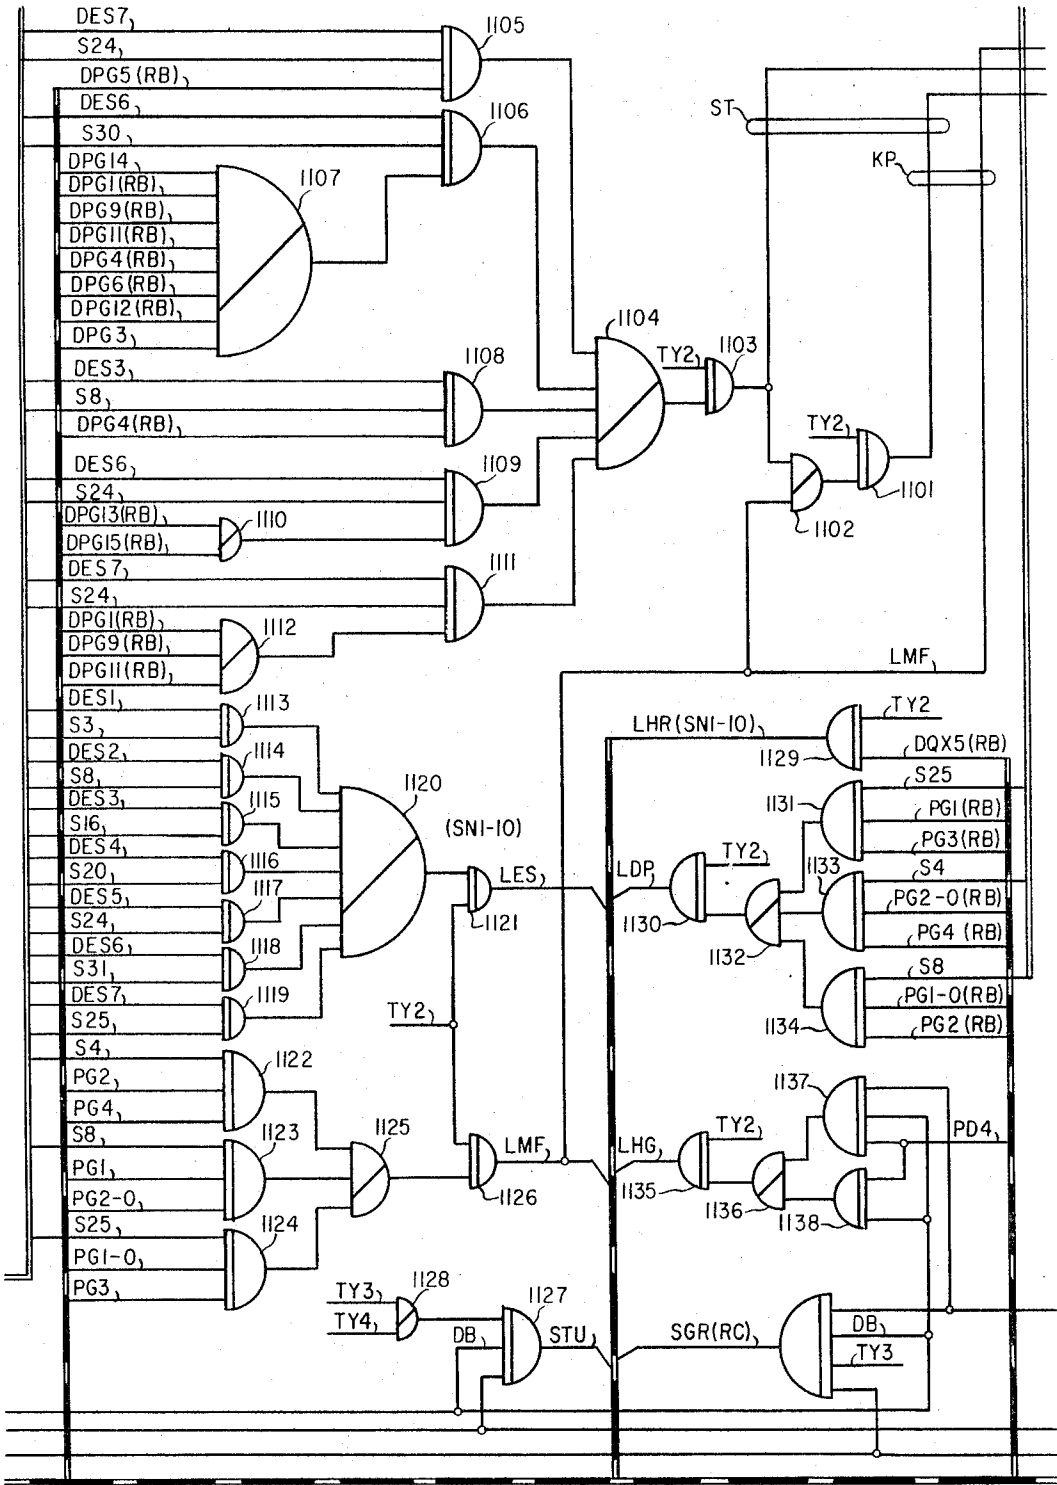 DES7
1105
S24
DPG5(RB)
DES6
1106
S30
DPG14
1107
DPG1(RB)
DPG9(RB)
DPG11(RB)
DPG4(RB)
DPG6(RB)
DPG12(RB)
DPG3
ST
KP
1104
1103
TY2
DES3
1108
S8
DPG4(RB)
TY2
1101
1102
DES6
1109
S24
DPG13(RB)
1110
DPG15(RB)
DES7
1111
S24
DPG1(RB)
1112
DPG9(RB)
DPG11(RB)
LMF
DES1
1113
S3
DES2
1114
S8
DES3
1115
S16
DES4
1116
S20
DES5
1117
S24
DES6
1118
S31
DES7
1119
S25
1120
(SN1-10)
LES
1121
TY2
LHR(SN1-10)
TY2
1129
DQX5(RB)
S25
1131
PG1(RB)
PG3(RB)
LDP
TY2
1130
1133
S4
PG2-0(RB)
1132
PG4 (RB)
S8
PG1-0(RB)
1134
PG2 (RB)
S4
1122
PG2
PG4
S8
1123
PG1
PG2-0
S25
1124
PG1-0
PG3
1125
LMF
1126
LHG
TY2
1135
1137
PD4
1136
1138
TY3
1128
TY4
1127
DB
STU
SGR(RC)
DB
TY3